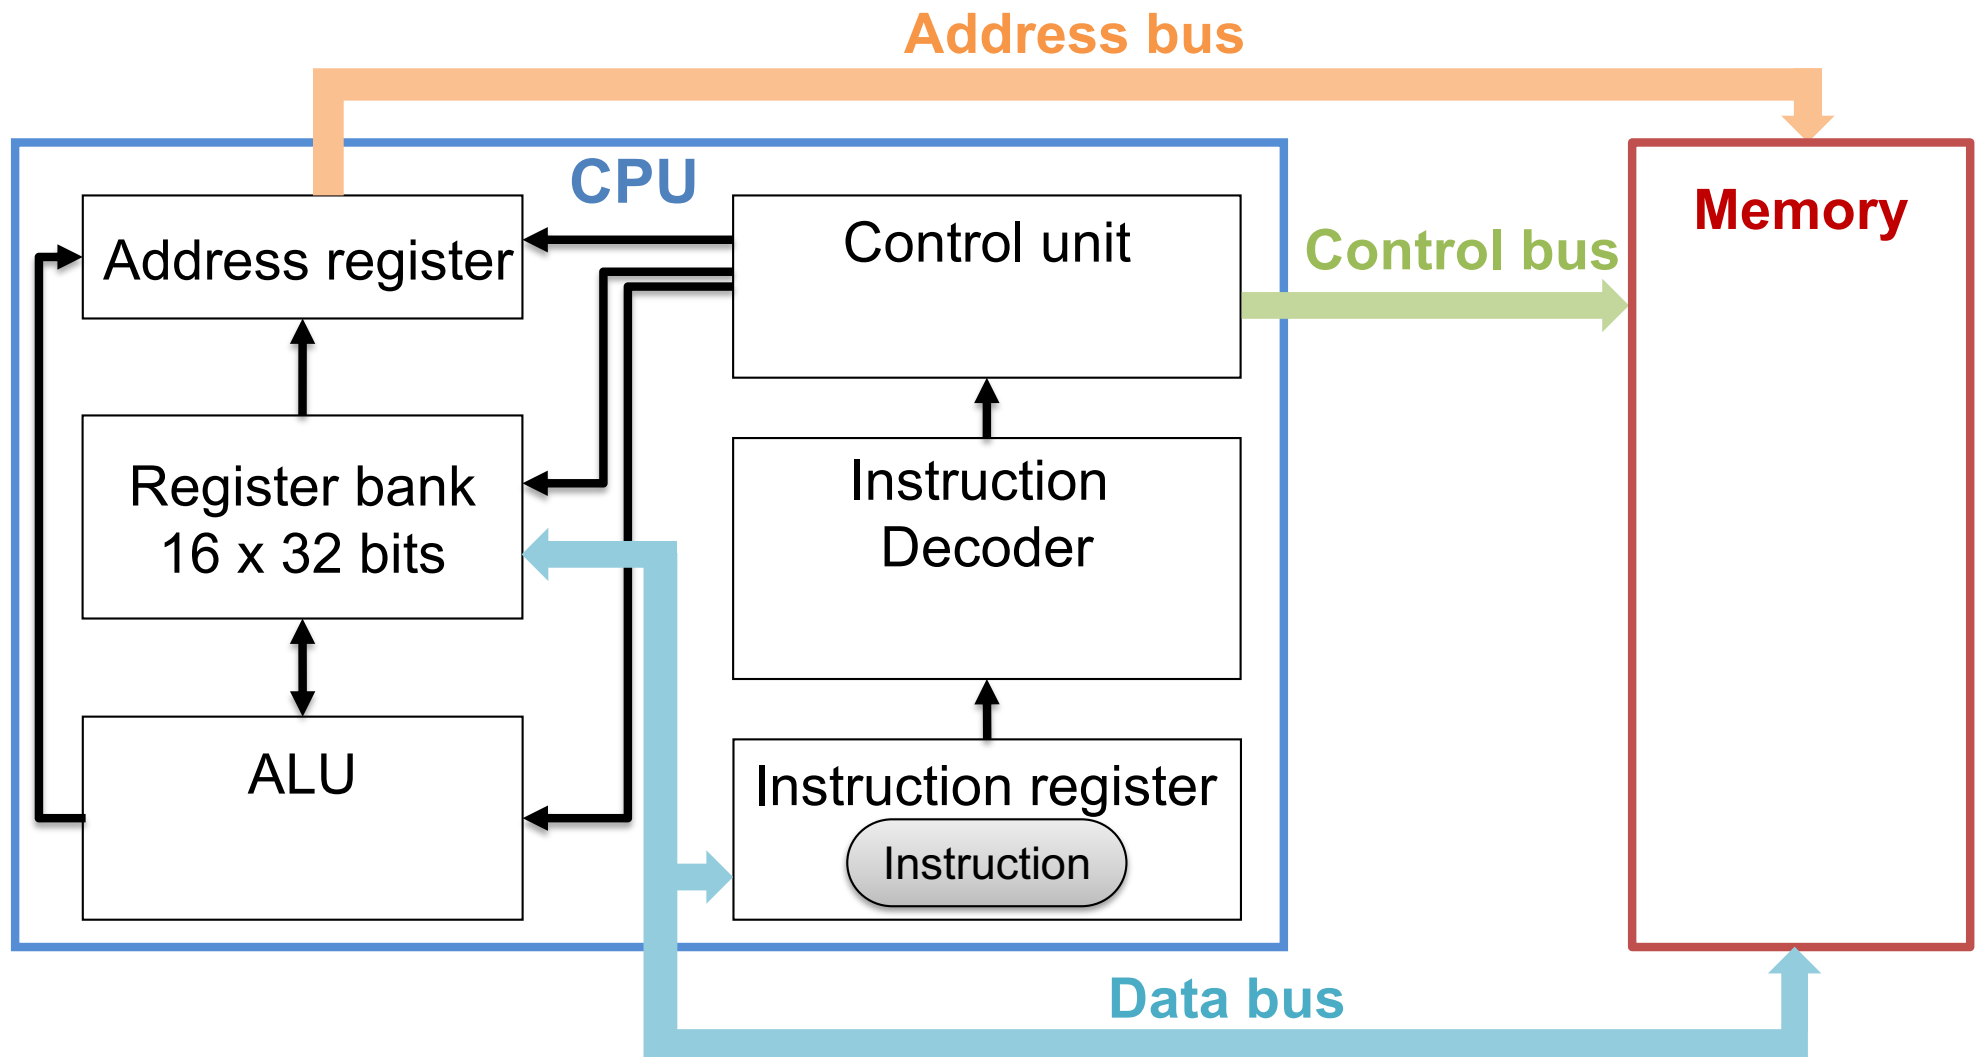 Address bus
CPU
Address register
Control unit
Control bus
Memory
Register bank
16 x 32 bits
Instruction
Decoder
ALU
Instruction register
Instruction
Data bus